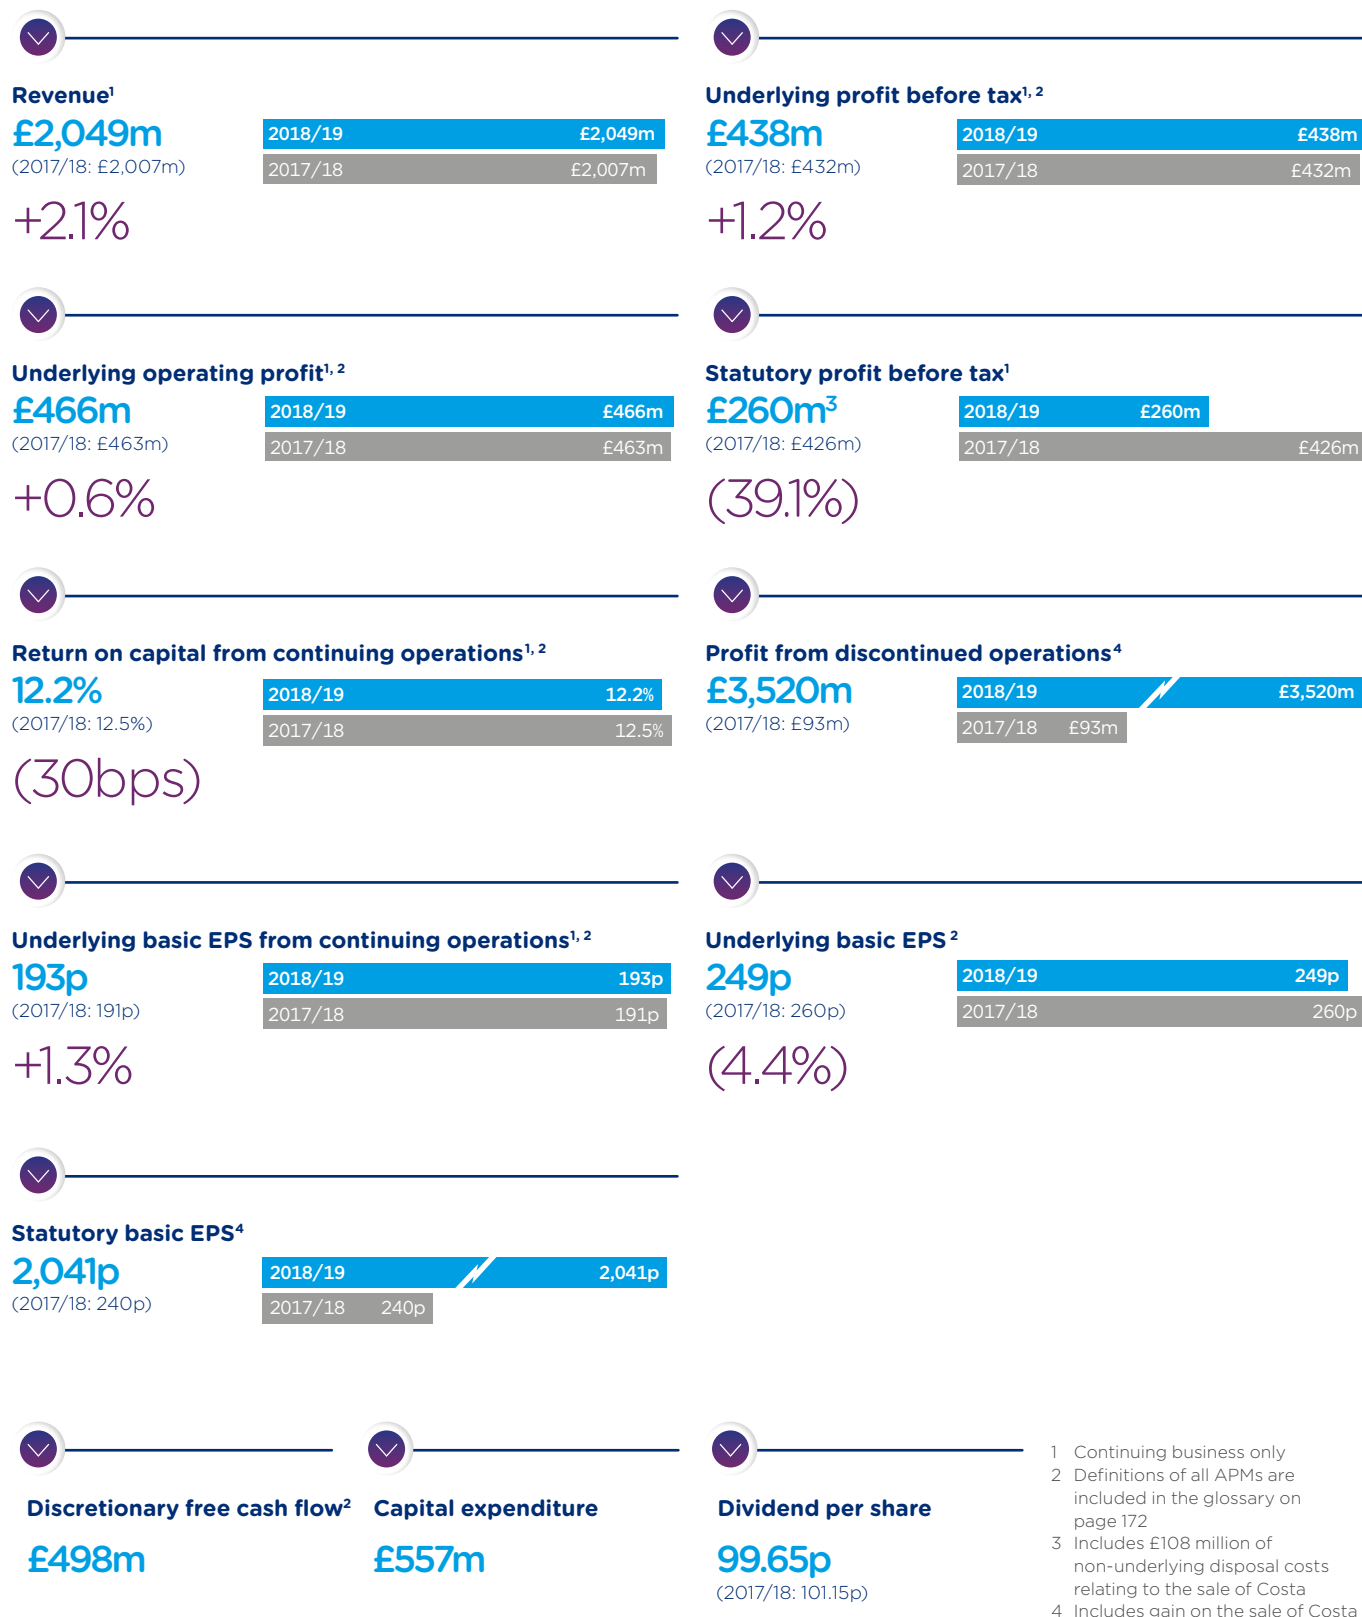 Revenue¹
£2,049m
(2017/18: £2,007m)
2018/19 £2,049m
2017/18 £2,007m
+2.1%
Underlying profit before tax¹, ²
£438m
(2017/18: £432m)
2018/19 £438m
2017/18 £432m
+1.2%
Underlying operating profit¹, ²
£466m
(2017/18: £463m)
2018/19 £466m
2017/18 £463m
+0.6%
Statutory profit before tax¹
£260m³
(2017/18: £426m)
2018/19 £260m
2017/18 £426m
(39.1%)
Return on capital from continuing operations¹, ²
12.2%
(2017/18: 12.5%)
2018/19 12.2%
2017/18 12.5%
(30bps)
Profit from discontinued operations⁴
£3,520m
(2017/18: £93m)
2018/19 £3,520m
2017/18 £93m
Underlying basic EPS from continuing operations¹, ²
193p
(2017/18: 191p)
2018/19 193p
2017/18 191p
+1.3%
Underlying basic EPS ²
249p
(2017/18: 260p)
2018/19 249p
2017/18 260p
(4.4%)
Statutory basic EPS⁴
2,041p
(2017/18: 240p)
2018/19 2,041p
2017/18 240p
Discretionary free cash flow²
£498m
Capital expenditure
£557m
Dividend per share
99.65p
(2017/18: 101.15p)
1 Continuing business only
2 Definitions of all APMs are
included in the glossary on
page 172
3 Includes £108 million of
non-underlying disposal costs
relating to the sale of Costa
4 Includes gain on the sale of Costa